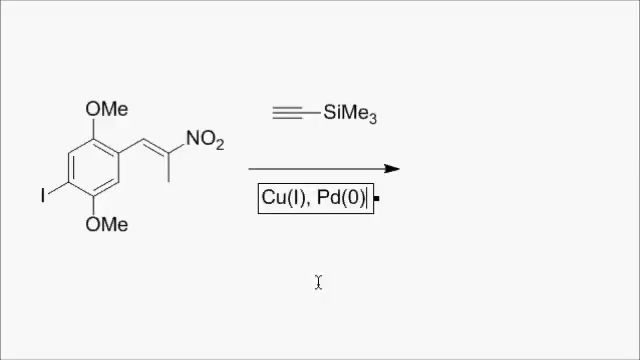 OMe
NO2
I
OMe
SiMe3
Cu(I), Pd(0)